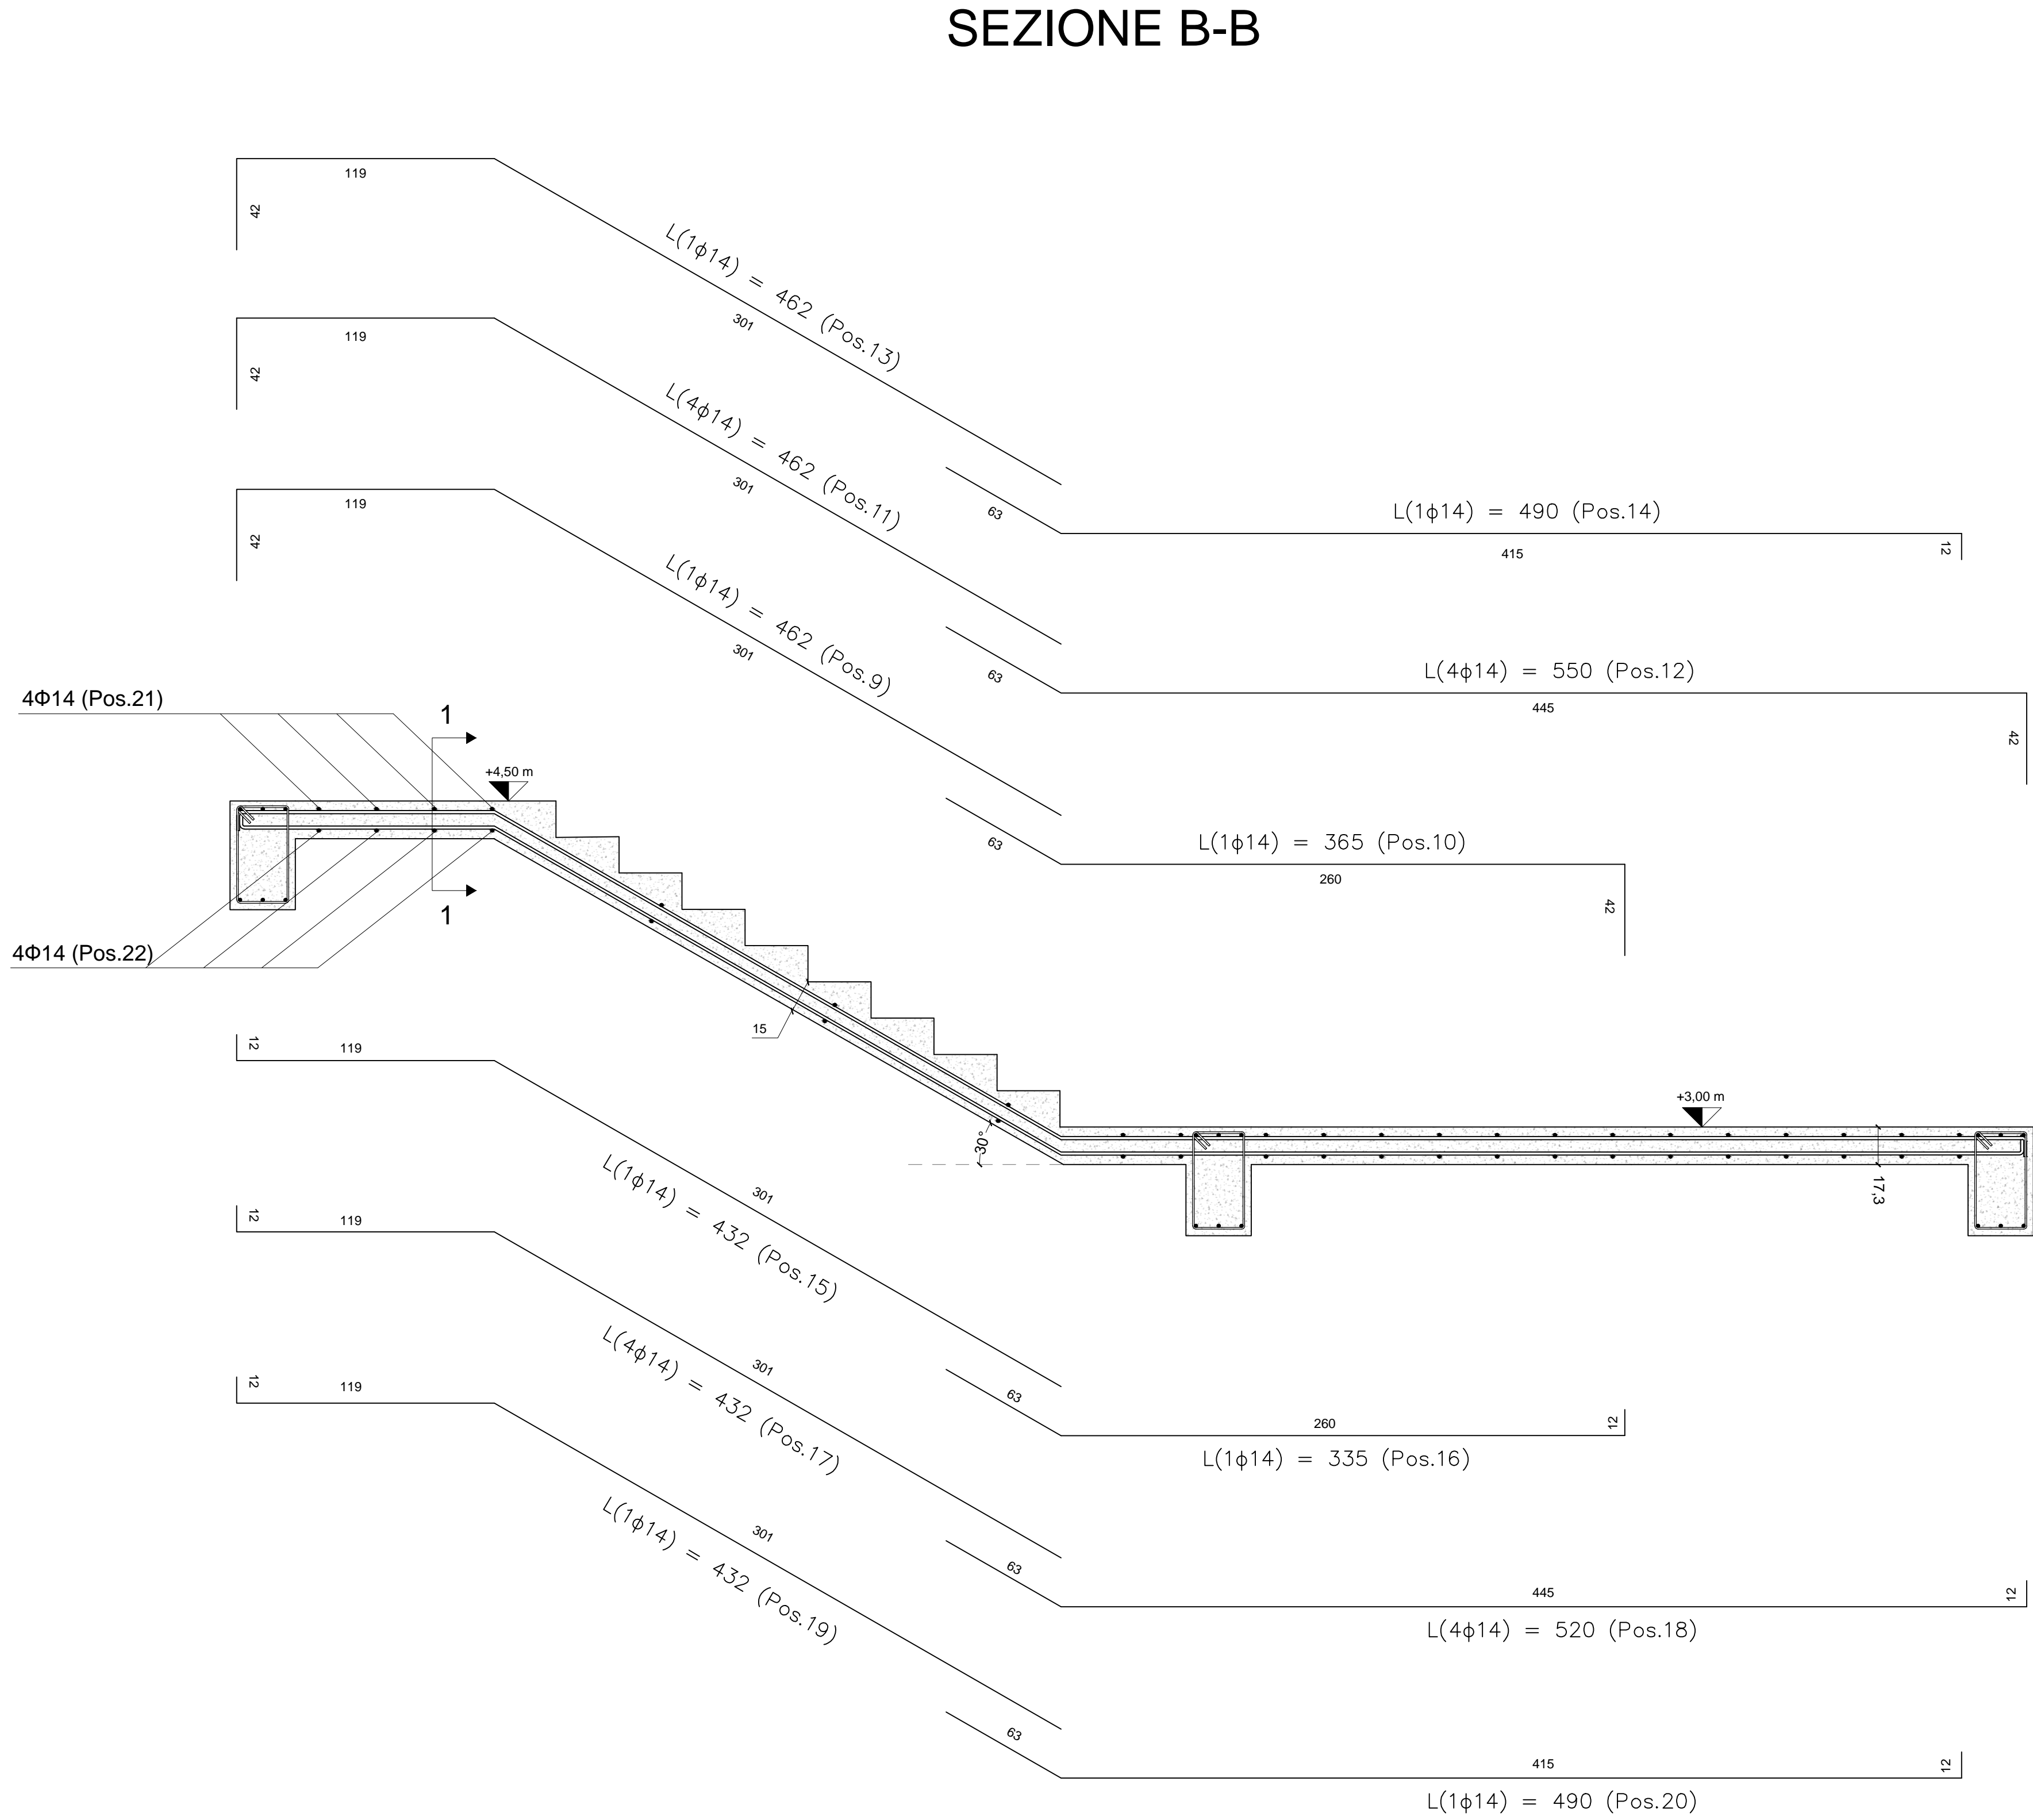 SEZIONE B-B
119
42
L(1ϕ14) = 462 (Pos.13)
301
119
42
L(4ϕ14) = 462 (Pos.11)
301
63
L(1ϕ14) = 490 (Pos.14)
415
12
119
42
L(1ϕ14) = 462 (Pos.9)
301
63
L(4ϕ14) = 550 (Pos.12)
445
42
4Φ14 (Pos.21)
1
+4,50 m
63
L(1ϕ14) = 365 (Pos.10)
260
42
1
4Φ14 (Pos.22)
15
30°
+3,00 m
17,3
12
119
301
L(1ϕ14) = 432 (Pos.15)
12
119
301
L(4ϕ14) = 432 (Pos.17)
63
260
12
L(1ϕ14) = 335 (Pos.16)
12
119
301
L(1ϕ14) = 432 (Pos.19)
63
445
12
L(4ϕ14) = 520 (Pos.18)
63
415
12
L(1ϕ14) = 490 (Pos.20)